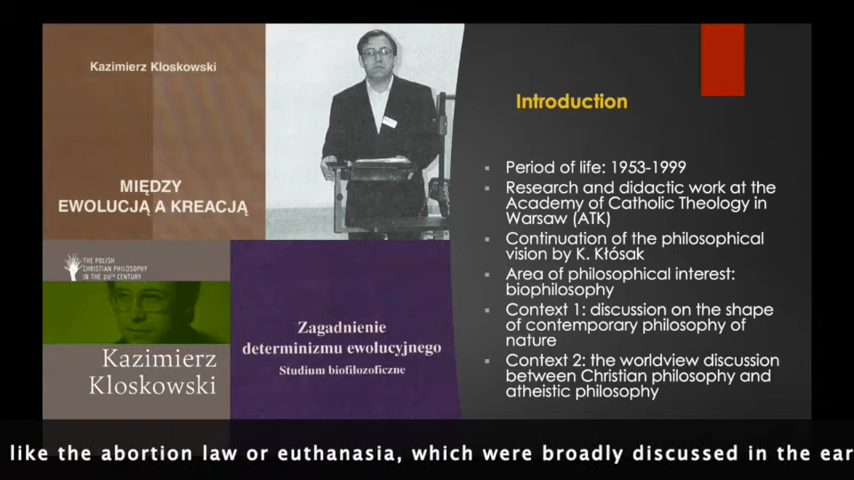 Kazimierz Kloskowski
MIĘDZY
EWOLUCJĄ A KREACJĄ
THE POLISH
CHRISTIAN PHILOSOPHY
IN THE 20TH CENTURY
Kazimierz
Kloskowski
Zagadnienie
determinizmu ewolucyjnego
Studium biofilozoficzne
Introduction
Period of life: 1953-1999
Research and didactic work at the
Academy of Catholic Theology in
Warsaw (ATK)
Continuation of the philosophical
vision by K. Kłósak
Area of philosophical interest:
biophilosophy
Context 1: discussion on the shape
of contemporary philosophy of
nature
Context 2: the worldview discussion
between Christian philosophy and
atheistic philosophy
like the abortion law or euthanasia, which were broadly discussed in the ear